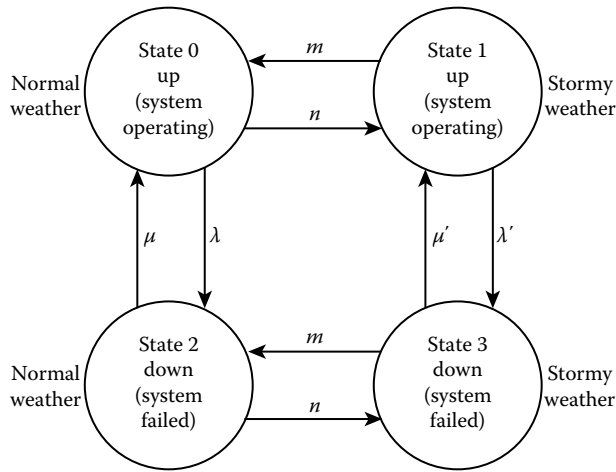 State 0
up
(system
operating)
State 1
up
(system
operating)
Normal
weather
Stormy
weather
m
n
μ
λ
μ′
λ′
State 2
down
(system
failed)
State 3
down
(system
failed)
Normal
weather
Stormy
weather
m
n